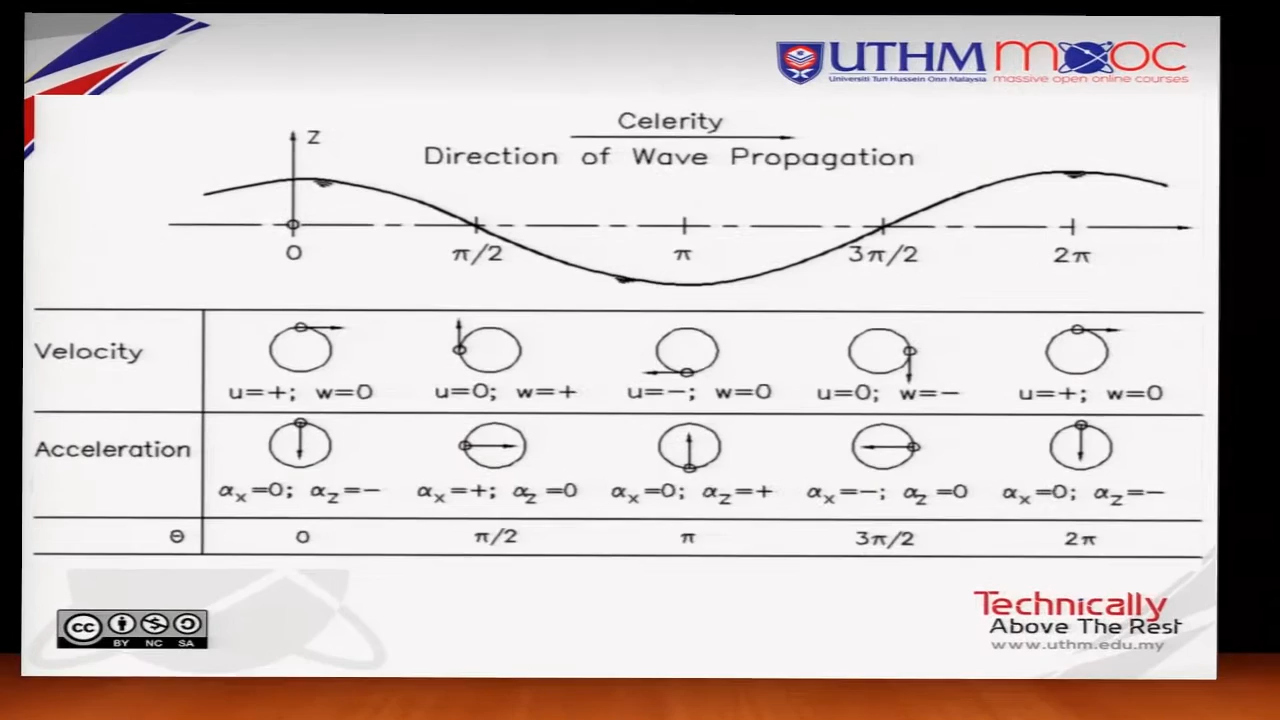 UTHM mooc
Universiti Tun Hussein Onn Malaysia massive open online courses
Celerity
Z
Direction of Wave Propagation
0 π/2 π 3π/2 2π
Velocity
u=+; w=0 u=0; w=+ u=−; w=0 u=0; w=− u=+; w=0
Acceleration
αx=0; αz=− αx=+; αz=0 αx=0; αz=+ αx=−; αz=0 αx=0; αz=−
Θ 0 π/2 π 3π/2 2π
Technically
Above The Rest
www.uthm.edu.my
cc BY NC SA